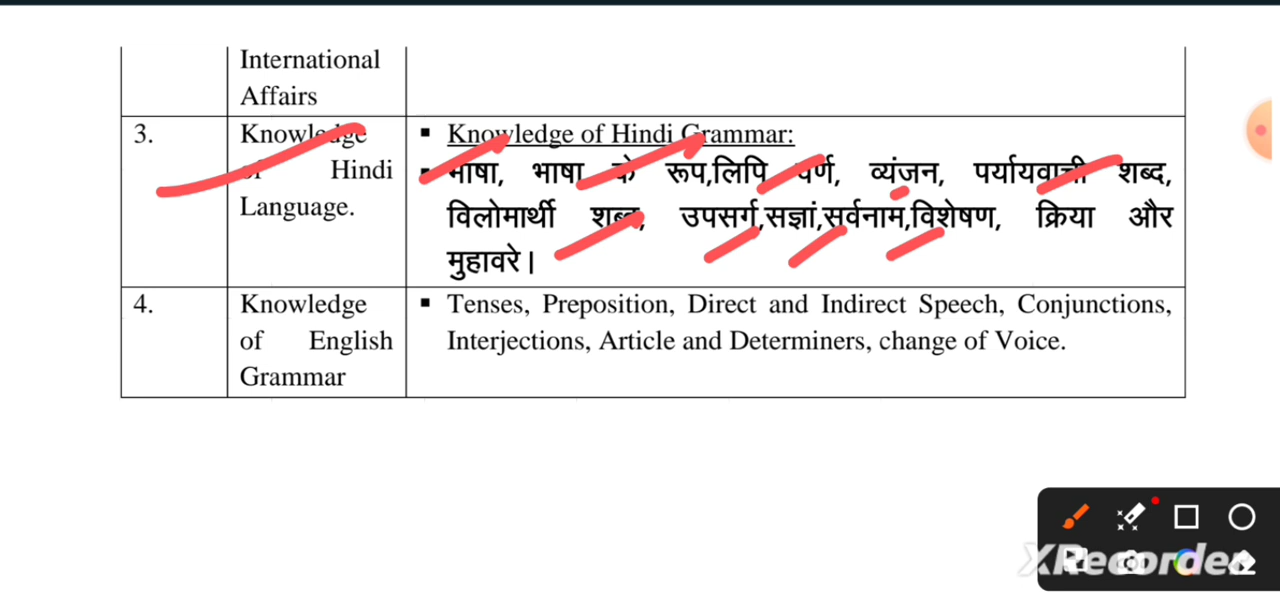 International
Affairs
3.
Knowledge
of Hindi
Language.
Knowledge of Hindi Grammar:
भाषा, भाषा के रूप,लिपि वर्ण, व्यंजन, पर्यायवाची शब्द,
विलोमार्थी शब्द, उपसर्ग,सज्ञां,सर्वनाम,विशेषण, क्रिया और
मुहावरे।
4.
Knowledge
of English
Grammar
Tenses, Preposition, Direct and Indirect Speech, Conjunctions,
Interjections, Article and Determiners, change of Voice.
XRecorder